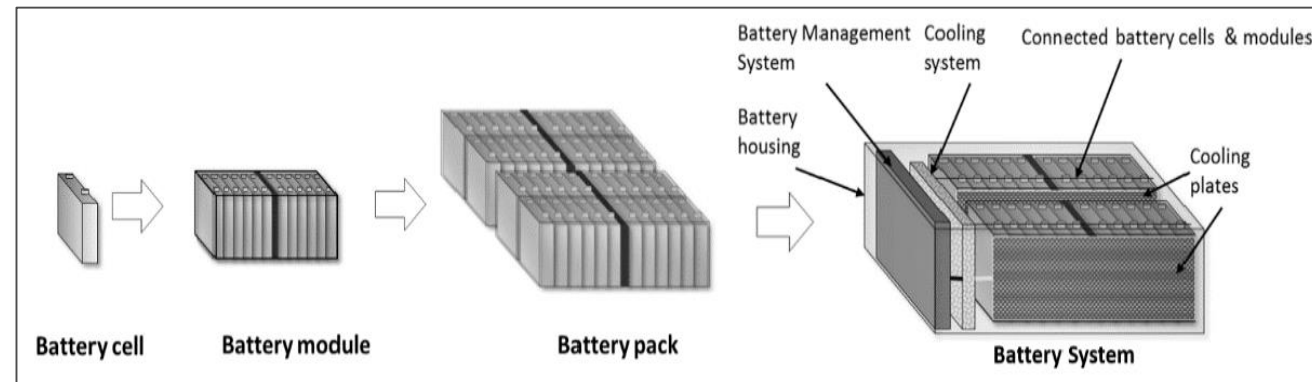 Battery Management
System
Cooling
system
Connected battery cells & modules
Battery
housing
Cooling
plates
Battery cell
Battery module
Battery pack
Battery System